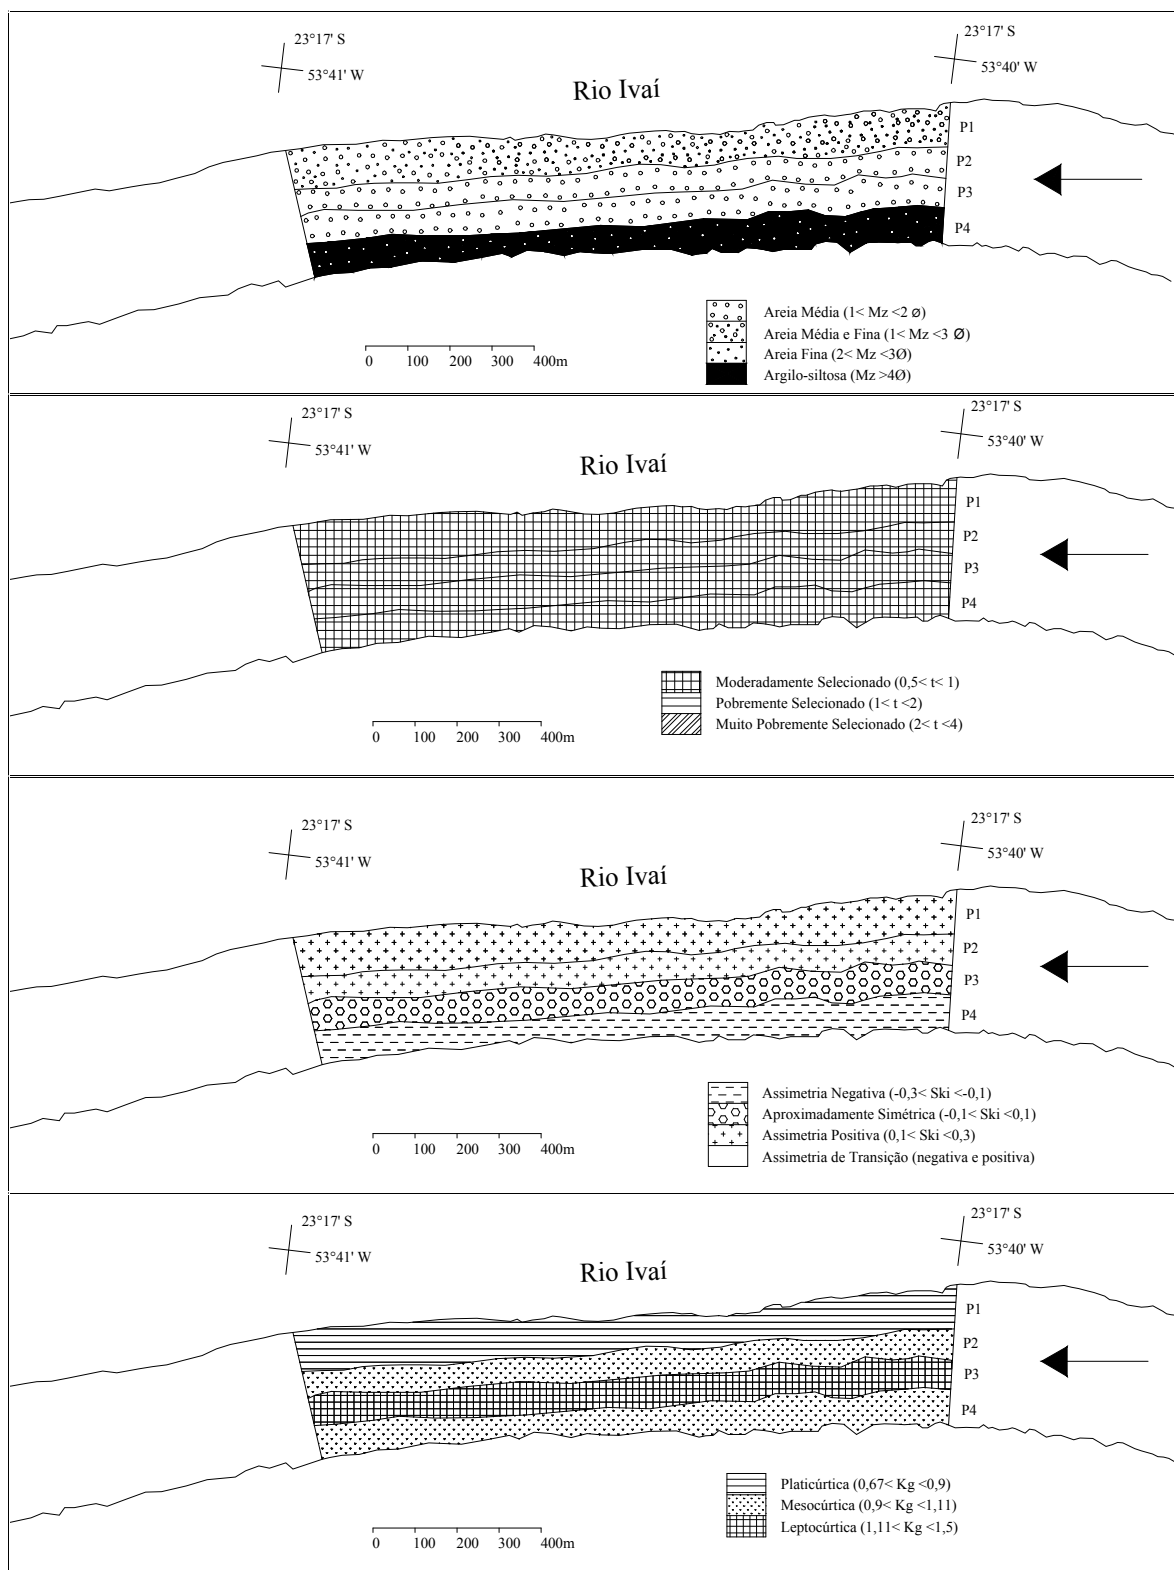 23°17' S
53°41' W
23°17' S
53°40' W
Rio Ivaí
P1
P2
P3
P4
Areia Média (1< Mz <2 ø)
Areia Média e Fina (1< Mz <3 Ø)
Areia Fina (2< Mz <3Ø)
Argilo-siltosa (Mz >4Ø)
0 100 200 400m
23°17' S
53°41' W
23°17' S
53°40' W
Rio Ivaí
P1
P2
P3
P4
Moderadamente Selecionado (0,5< t< 1)
Pobremente Selecionado (1< t <2)
Muito Pobremente Selecionado (2< t <4)
0 100 200 400m
23°17' S
53°41' W
23°17' S
53°40' W
Rio Ivaí
P1
P2
P3
P4
Assimetria Negativa (-0,3< Ski <-0,1)
Aproximadamente Simétrica (-0,1< Ski <0,1)
Assimetria Positiva (0,1< Ski <0,3)
Assimetria de Transição (negativa e positiva)
0 100 200 400m
23°17' S
53°41' W
23°17' S
53°40' W
Rio Ivaí
P1
P2
P3
P4
Platicúrtica (0,67< Kg <0,9)
Mesocúrtica (0,9< Kg <1,11)
Leptocúrtica (1,11< Kg <1,5)
0 100 200 400m